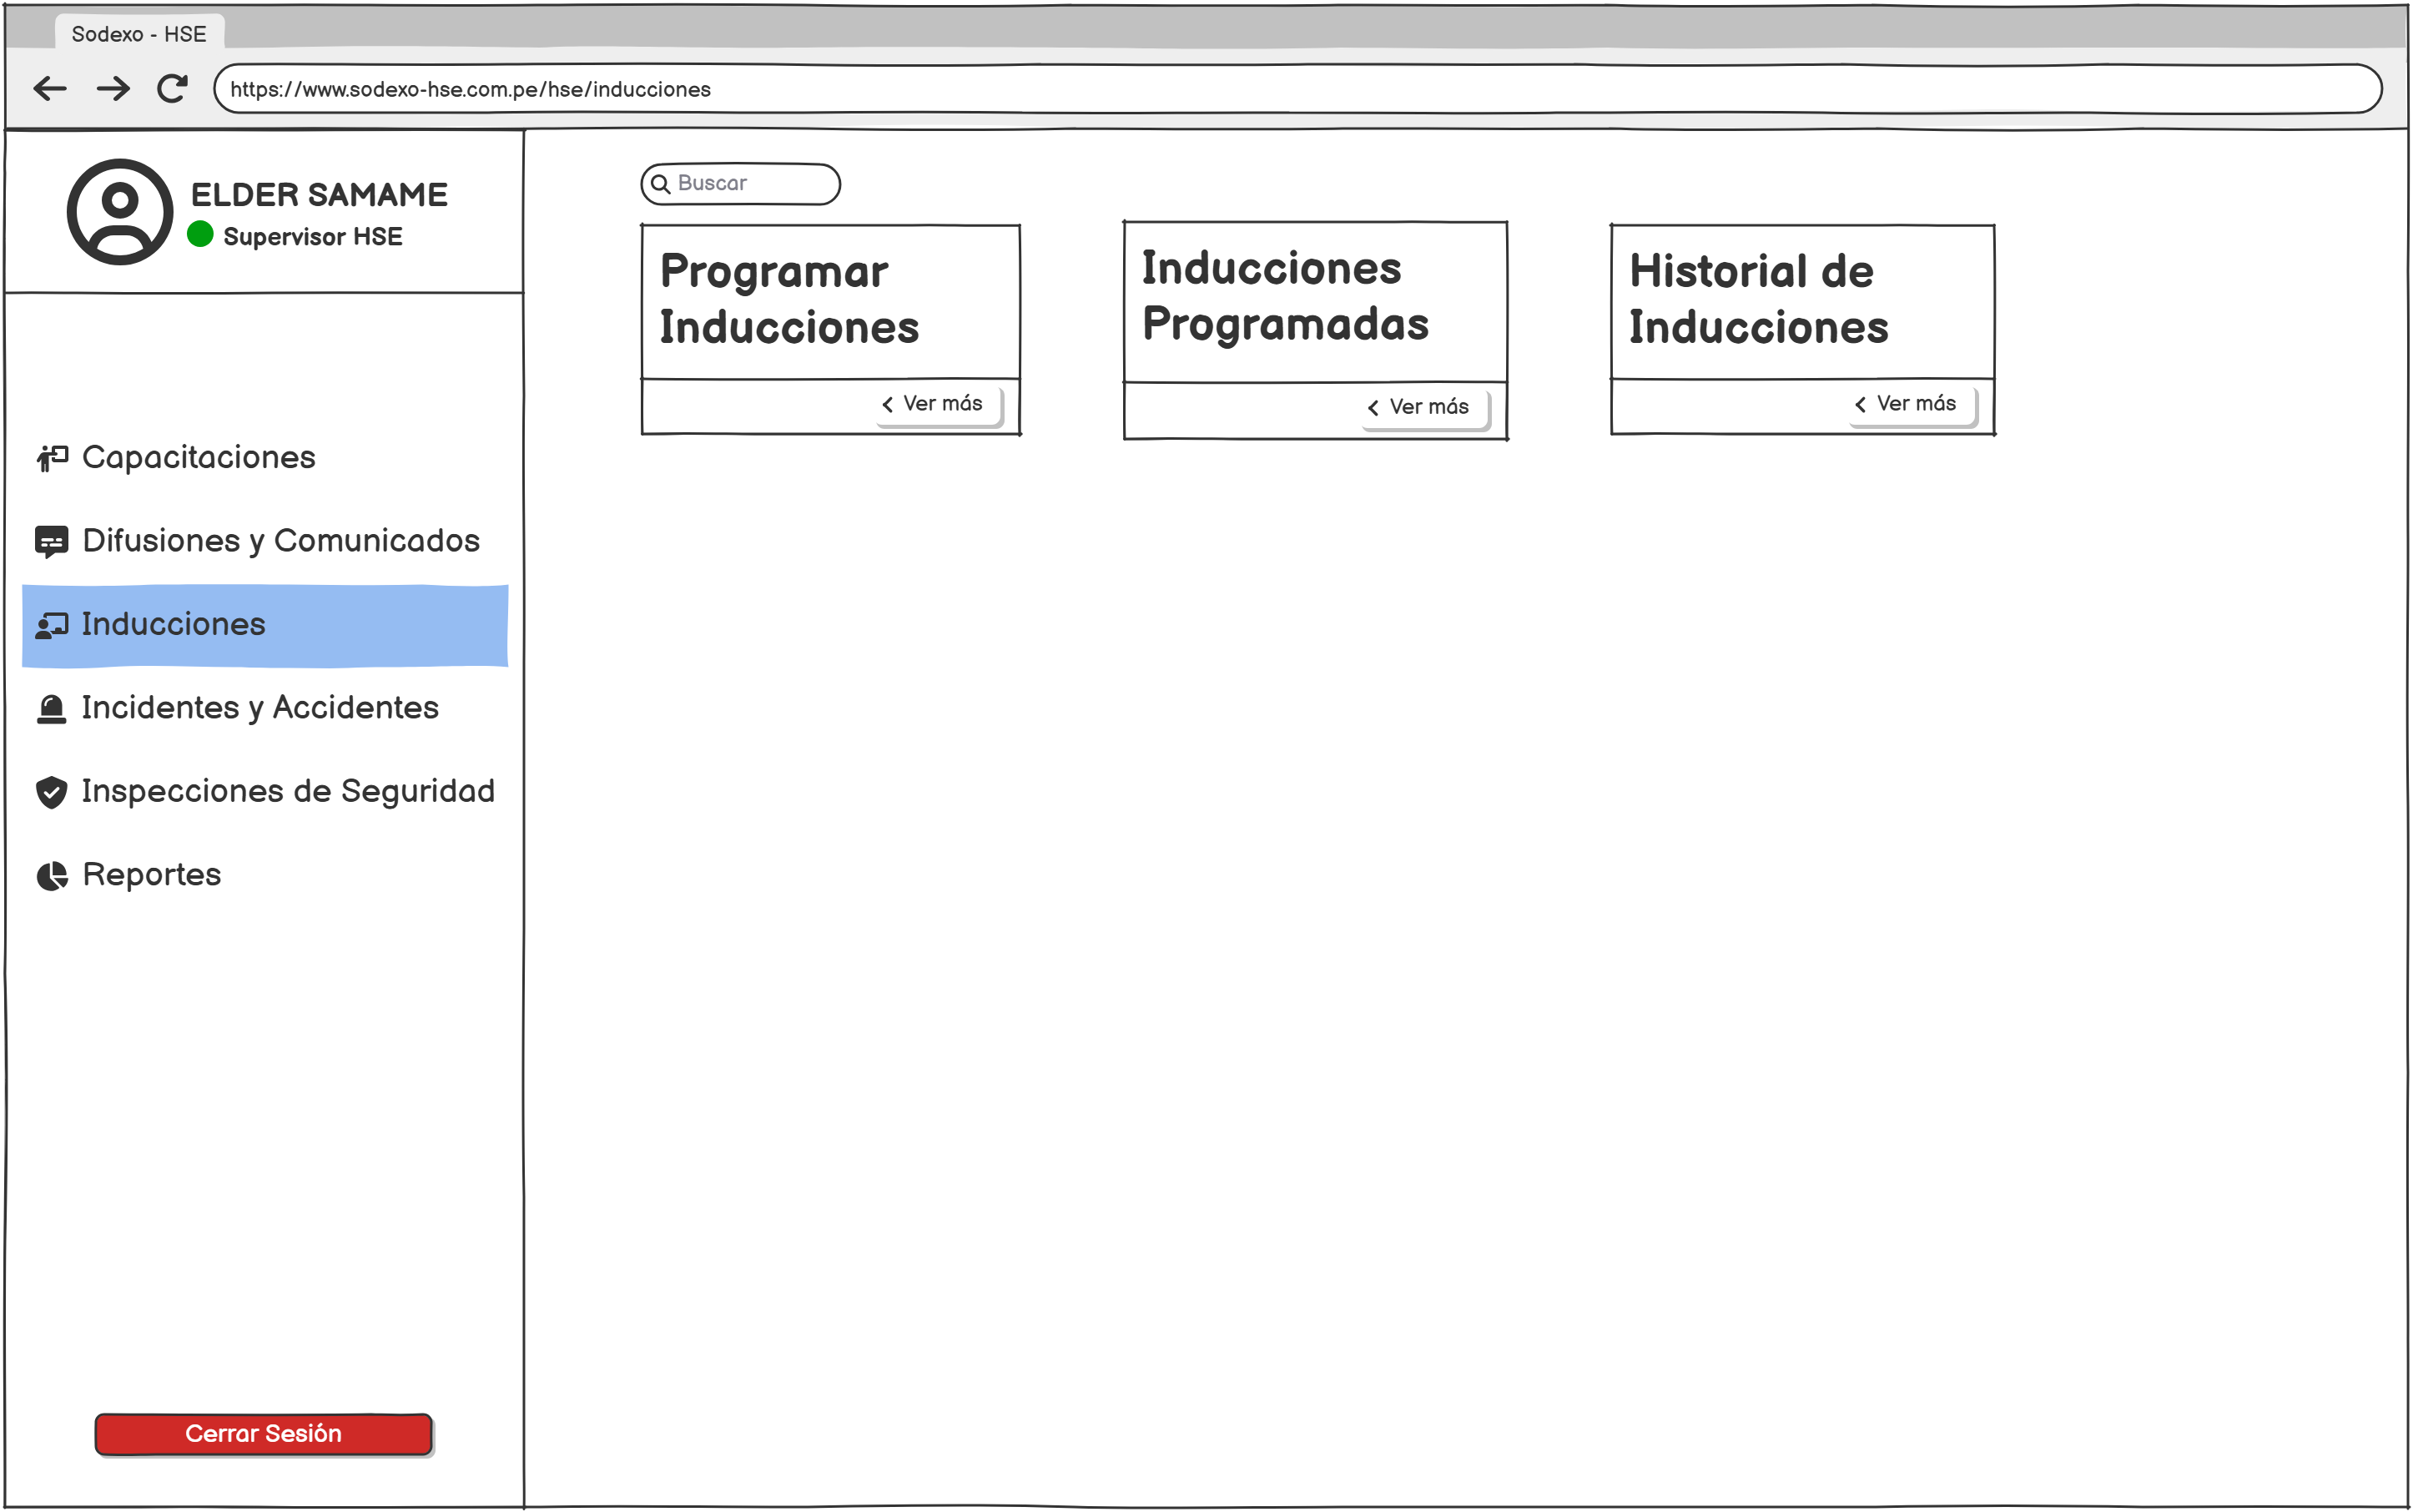 Sodexo - HSE
https://www.sodexo-hse.com.pe/hse/inducciones
ELDER SAMAME
Supervisor HSE
Capacitaciones
Difusiones y Comunicados
Inducciones
Incidentes y Accidentes
Inspecciones de Seguridad
Reportes
Cerrar Sesión
Buscar
Programar
Inducciones
Ver más
Inducciones
Programadas
Ver más
Historial de
Inducciones
Ver más